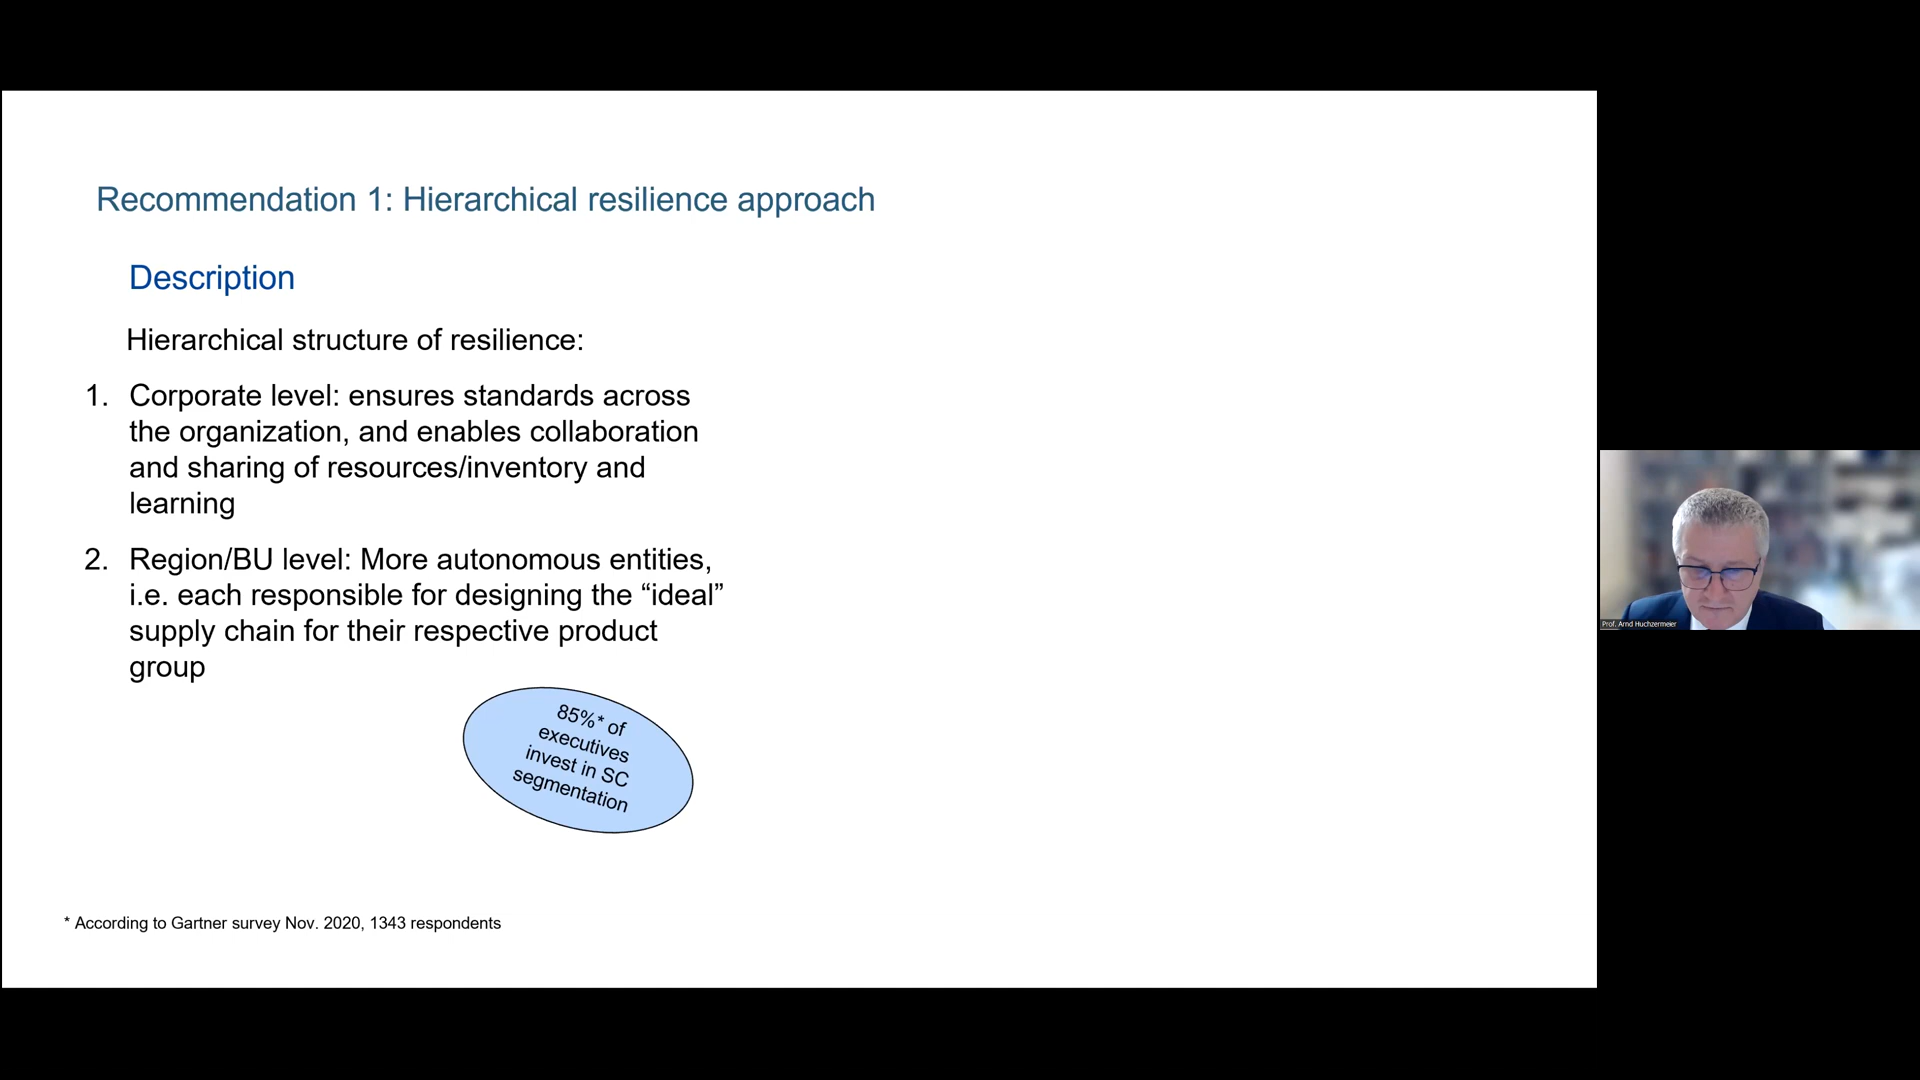 Recommendation 1: Hierarchical resilience approach
Description
Hierarchical structure of resilience:
1. Corporate level: ensures standards across
the organization, and enables collaboration
and sharing of resources/inventory and
learning
2. Region/BU level: More autonomous entities,
i.e. each responsible for designing the “ideal”
supply chain for their respective product
group
85%* of
executives
invest in SC
segmentation
* According to Gartner survey Nov. 2020, 1343 respondents
Prof. Arnd Huchzermeier